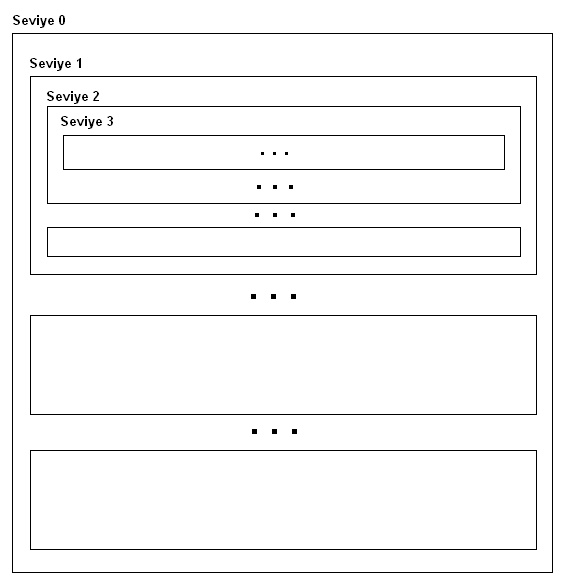 Seviye 0
Seviye 1
Seviye 2
Seviye 3
. . .
. . .
. . .
. . .
. . .